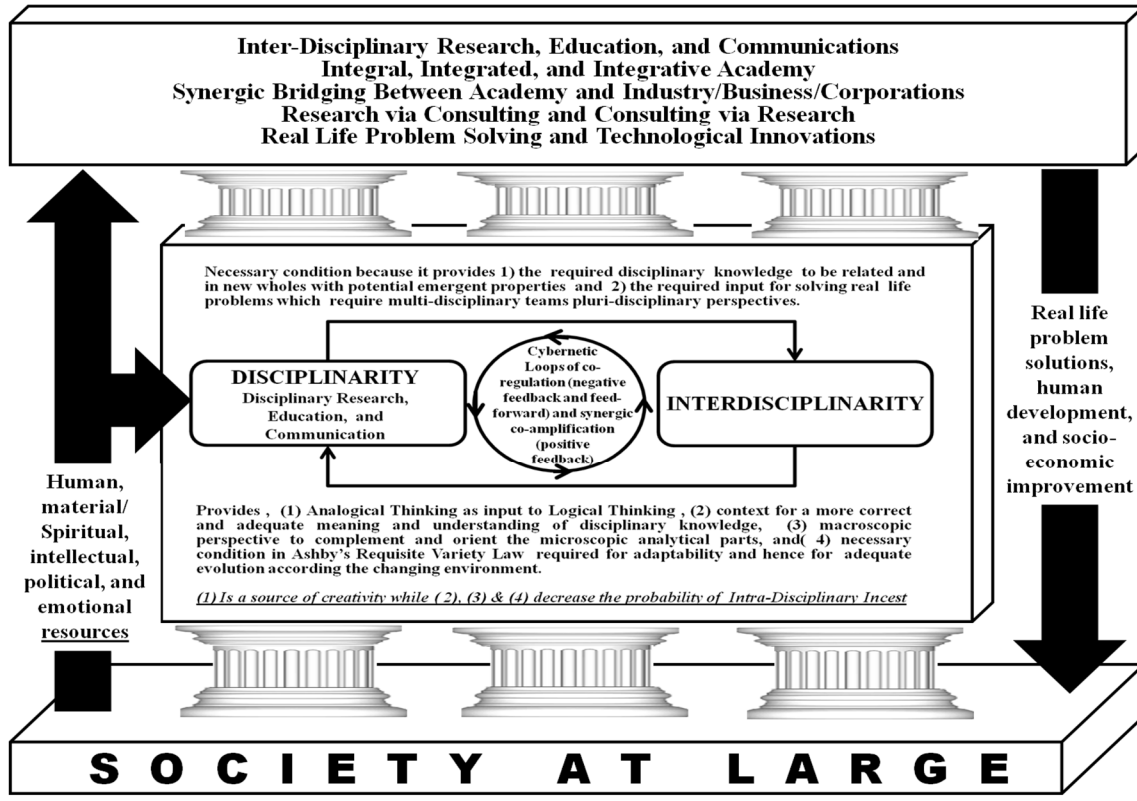 Inter-Disciplinary Research, Education, and Communications
Integral, Integrated, and Integrative Academy
Synergic Bridging Between Academy and Industry/Business/Corporations
Research via Consulting and Consulting via Research
Real Life Problem Solving and Technological Innovations
Necessary condition because it provides 1) the required disciplinary knowledge to be related and
in new wholes with potential emergent properties and 2) the required input for solving real life
problems which require multi-disciplinary teams pluri-disciplinary perspectives.
DISCIPLINARITY
Disciplinary Research,
Education, and
Communication
Cybernetic
Loops of co-
regulation (negative
feedback and feed-
forward) and synergic
co-amplification
(positive
feedback)
INTERDISCIPLINARITY
Provides , (1) Analogical Thinking as input to Logical Thinking , (2) context for a more correct
and adequate meaning and understanding of disciplinary knowledge, (3) macroscopic
perspective to complement and orient the microscopic analytical parts, and( 4) necessary
condition in Ashby's Requisite Variety Law required for adaptability and hence for adequate
evolution according the changing environment.
(1) Is a source of creativity while ( 2), (3) & (4) decrease the probability of Intra-Disciplinary Incest
Human,
material/
Spiritual,
intellectual,
political, and
emotional
resources
Real life
problem
solutions,
human
development,
and socio-
economic
improvement
SOCIETY AT LARGE